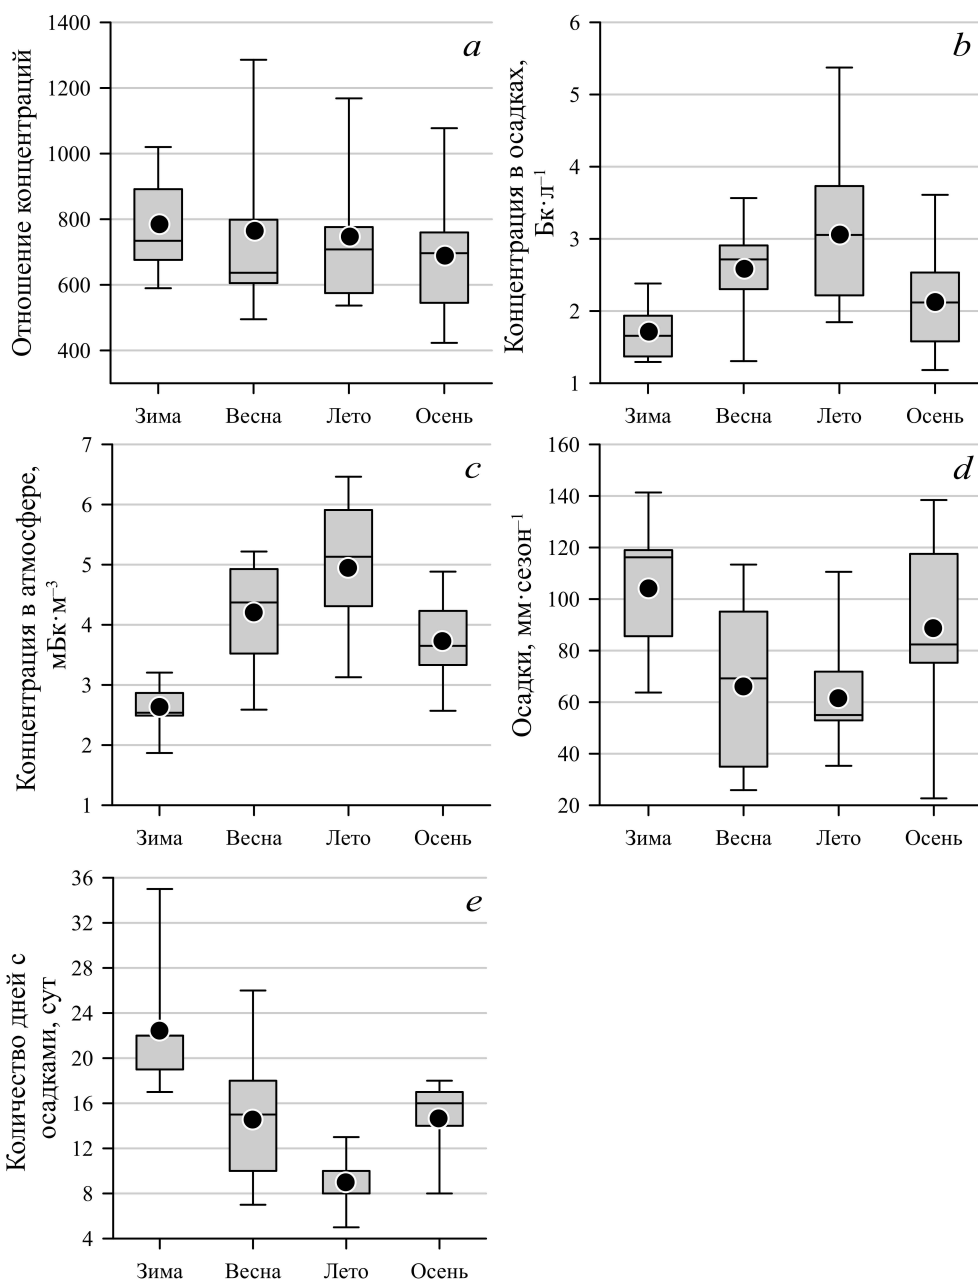 a
Отношение концентраций
1400
1200
1000
800
600
400
Зима Весна Лето Осень
b
Концентрация в осадках,
Бк·л⁻¹
6
5
4
3
2
1
Зима Весна Лето Осень
c
Концентрация в атмосфере,
мБк·м⁻³
7
6
5
4
3
2
1
Зима Весна Лето Осень
d
Осадки, мм·сезон⁻¹
160
140
120
100
80
60
40
20
Зима Весна Лето Осень
e
Количество дней с
осадками, сут
36
32
28
24
20
16
12
8
4
Зима Весна Лето Осень